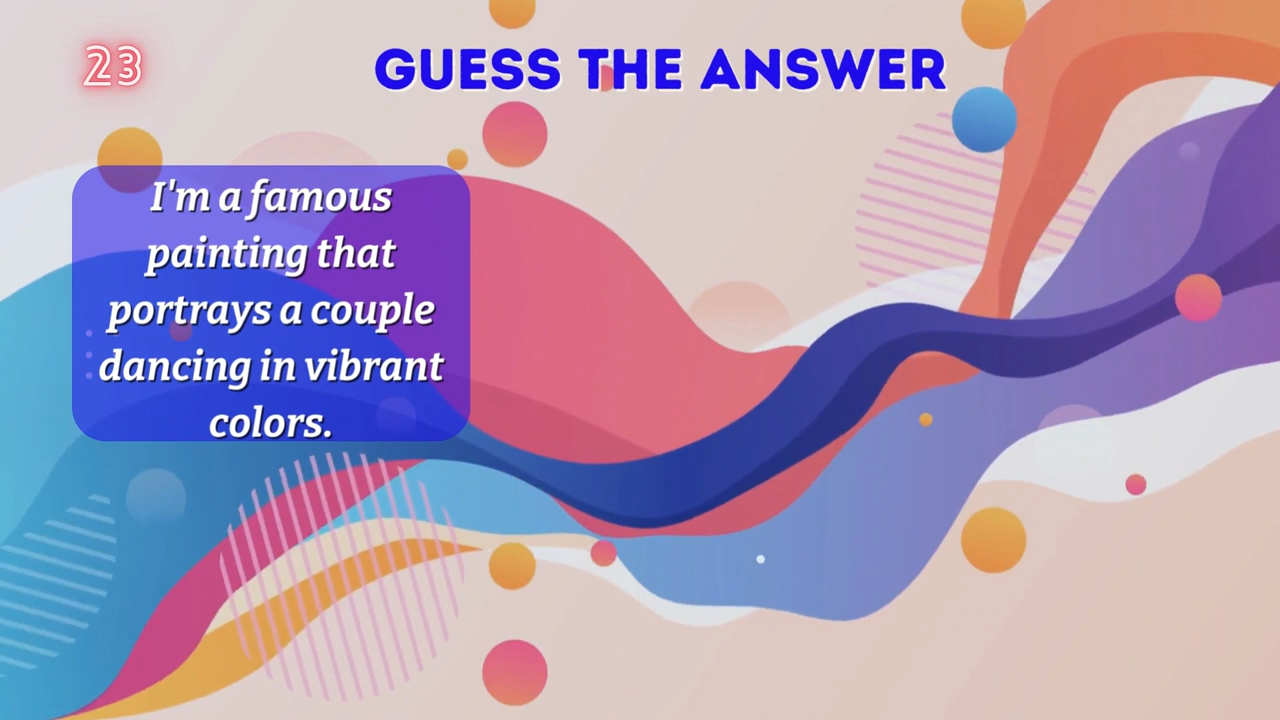 23
GUESS THE ANSWER
I'm a famous
painting that
portrays a couple
dancing in vibrant
colors.